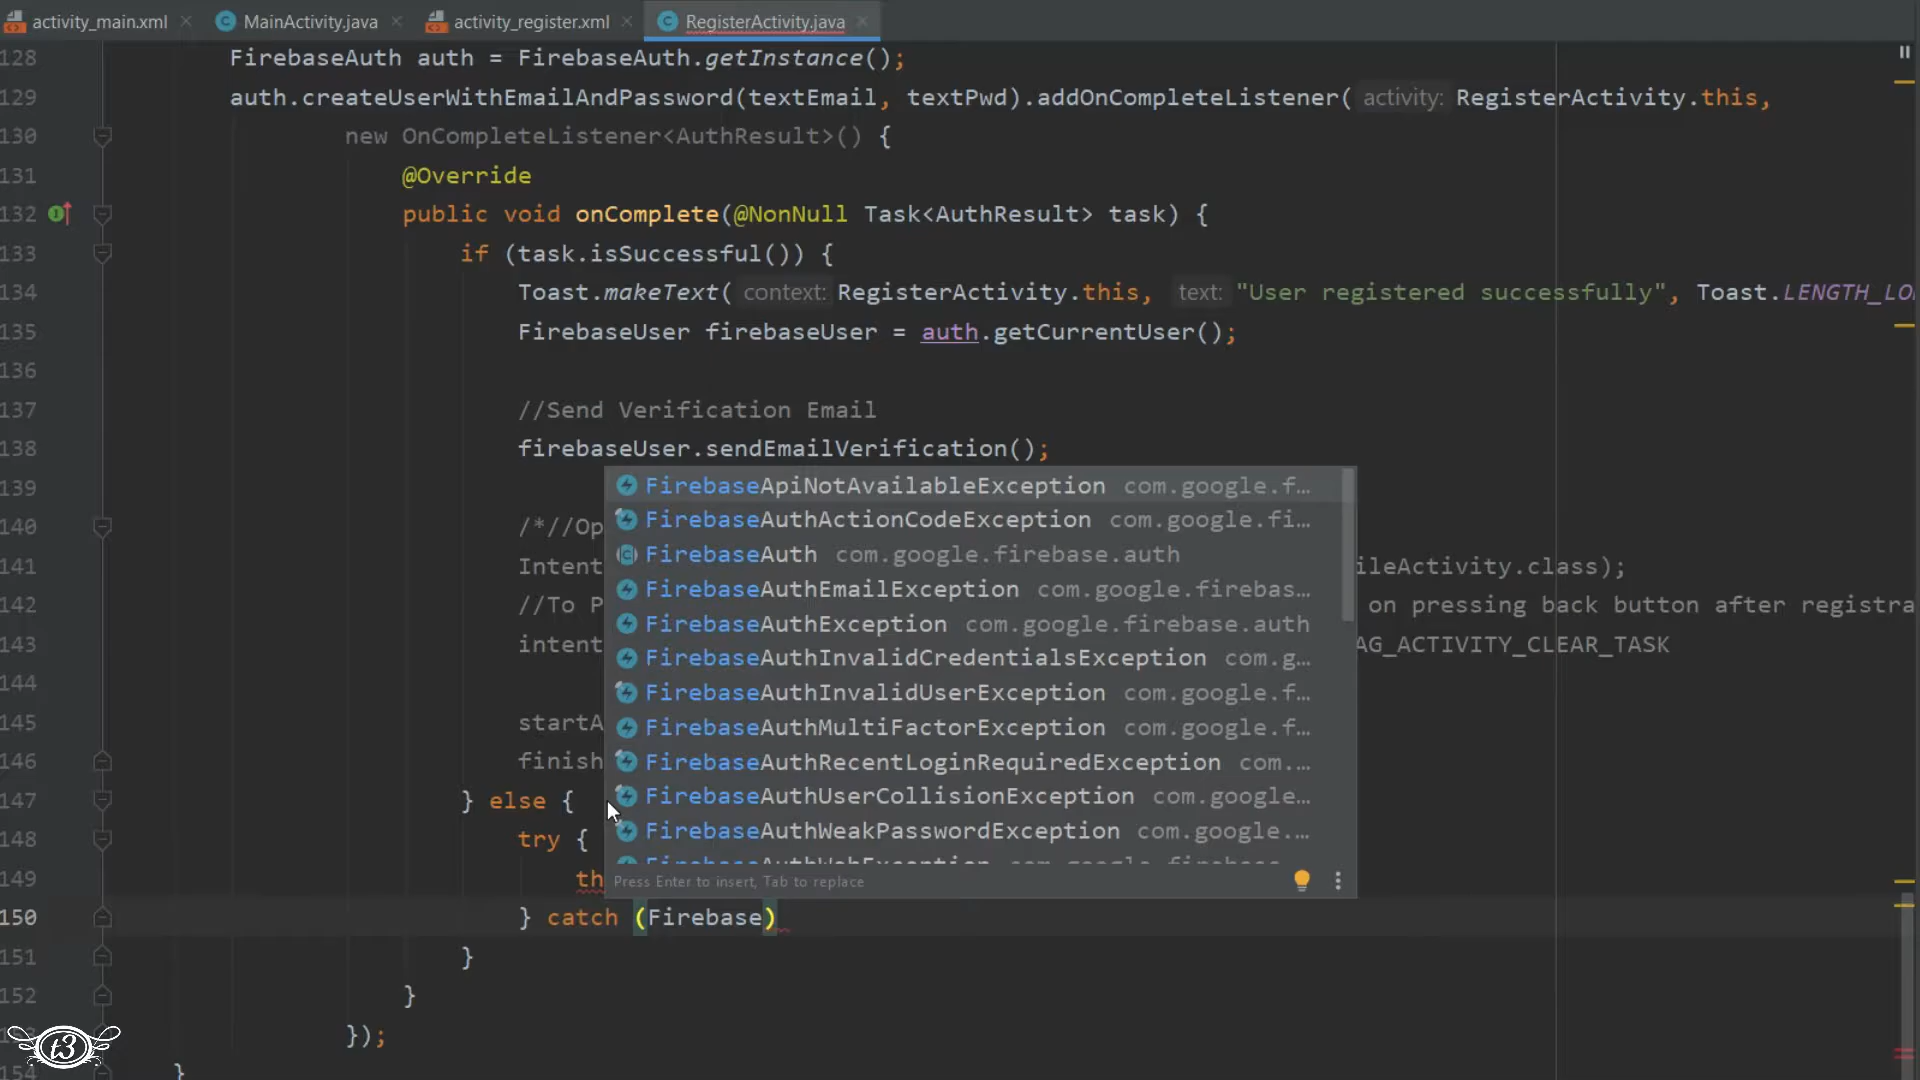 activity_main.xml MainActivity.java activity_register.xml RegisterActivity.java
128 FirebaseAuth auth = FirebaseAuth.getInstance();
129 auth.createUserWithEmailAndPassword(textEmail, textPwd).addOnCompleteListener( activity: RegisterActivity.this,
130 new OnCompleteListener<AuthResult>() {
131 @Override
132 public void onComplete(@NonNull Task<AuthResult> task) {
133 if (task.isSuccessful()) {
134 Toast.makeText( context: RegisterActivity.this, text: "User registered successfully", Toast.LENGTH_LO
135 FirebaseUser firebaseUser = auth.getCurrentUser();
136
137 //Send Verification Email
138 firebaseUser.sendEmailVerification();
139
FirebaseApiNotAvailableException com.google.f...
140 /*//Op
FirebaseAuthActionCodeException com.google.fi...
FirebaseAuth com.google.firebase.auth
141 Intent ileActivity.class);
FirebaseAuthEmailException com.google.firebas...
142 //To P on pressing back button after registra
FirebaseAuthException com.google.firebase.auth
143 intent AG_ACTIVITY_CLEAR_TASK
FirebaseAuthInvalidCredentialsException com.g...
144
FirebaseAuthInvalidUserException com.google.f...
145 startA
FirebaseAuthMultiFactorException com.google.f...
146 finish
FirebaseAuthRecentLoginRequiredException com....
147 } else {
FirebaseAuthUserCollisionException com.google...
148 try {
FirebaseAuthWeakPasswordException com.google....
FirebaseAuthWebException com.google.firebase
149 th
Press Enter to insert, Tab to replace
150 } catch (Firebase)
151 }
152 }
});
t3
154 }